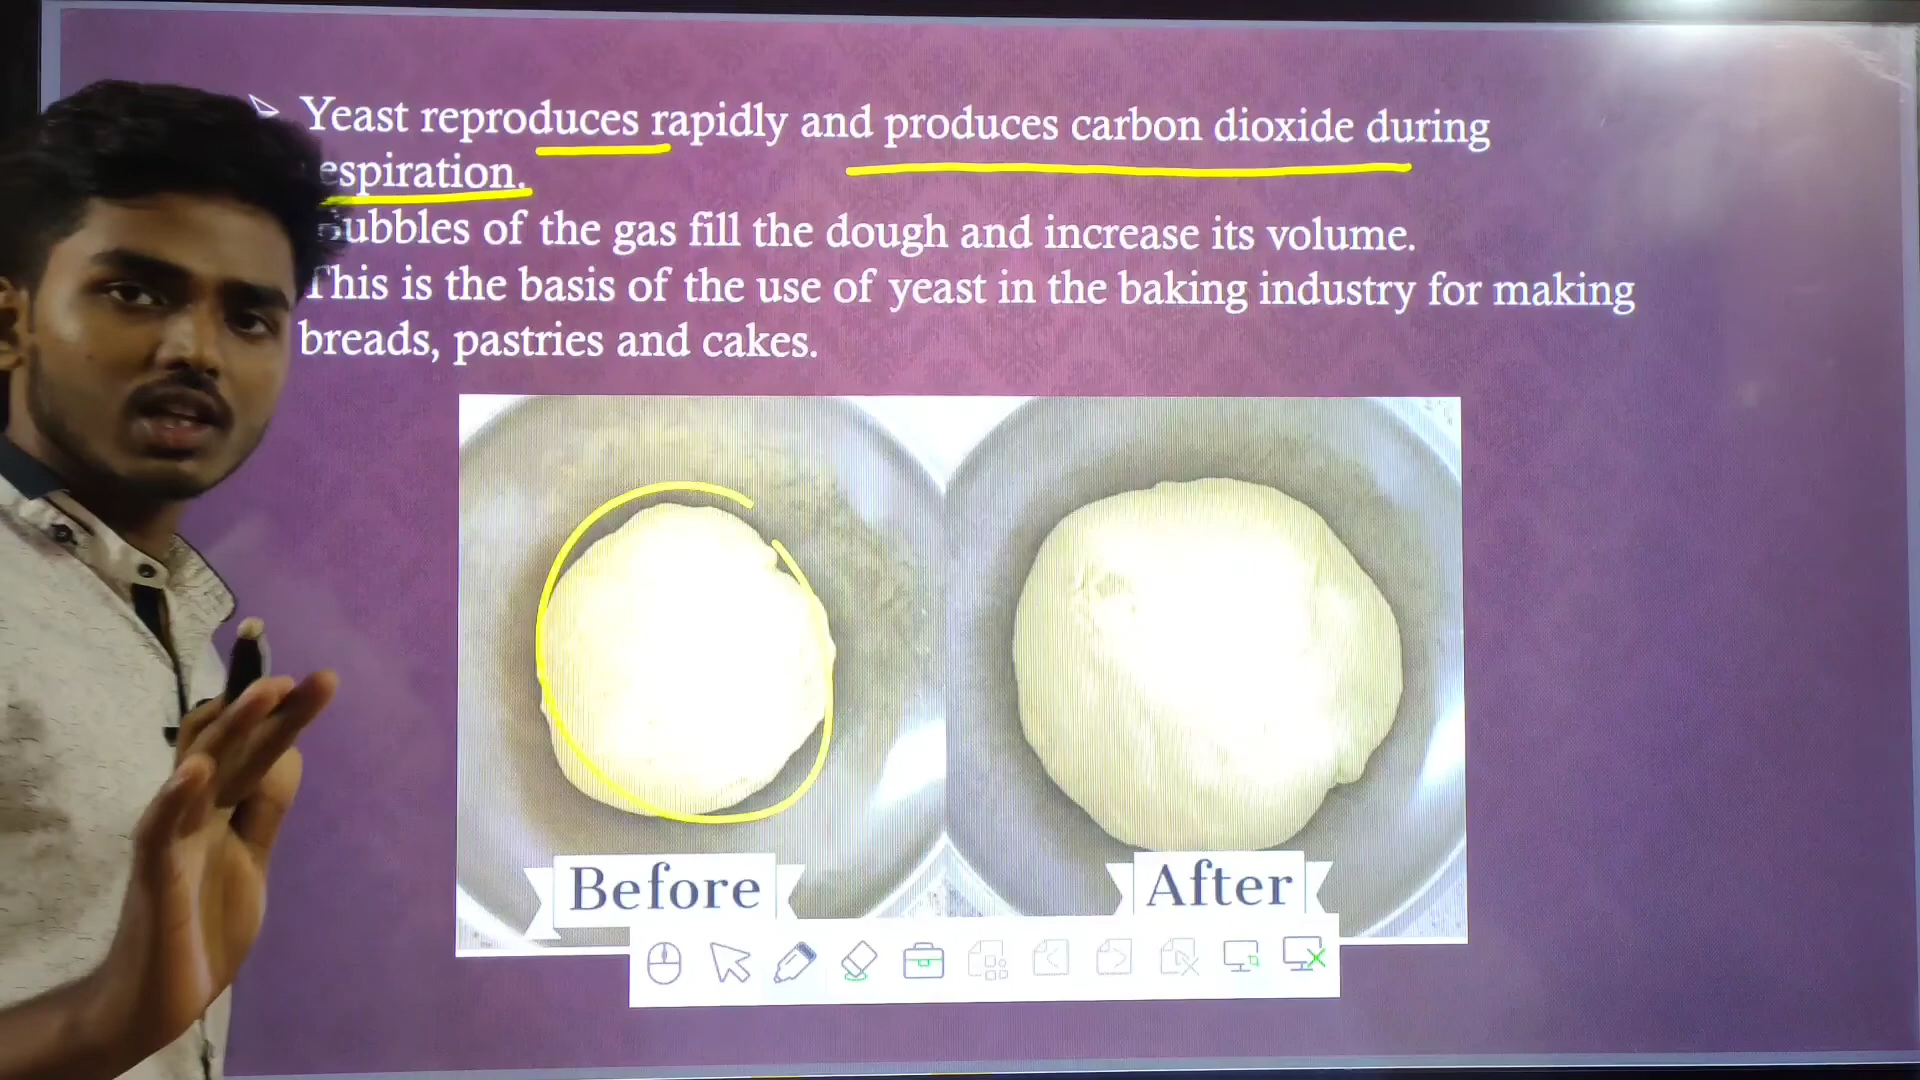 Yeast reproduces rapidly and produces carbon dioxide during
respiration.
Bubbles of the gas fill the dough and increase its volume.
This is the basis of the use of yeast in the baking industry for making
breads, pastries and cakes.
Before
After